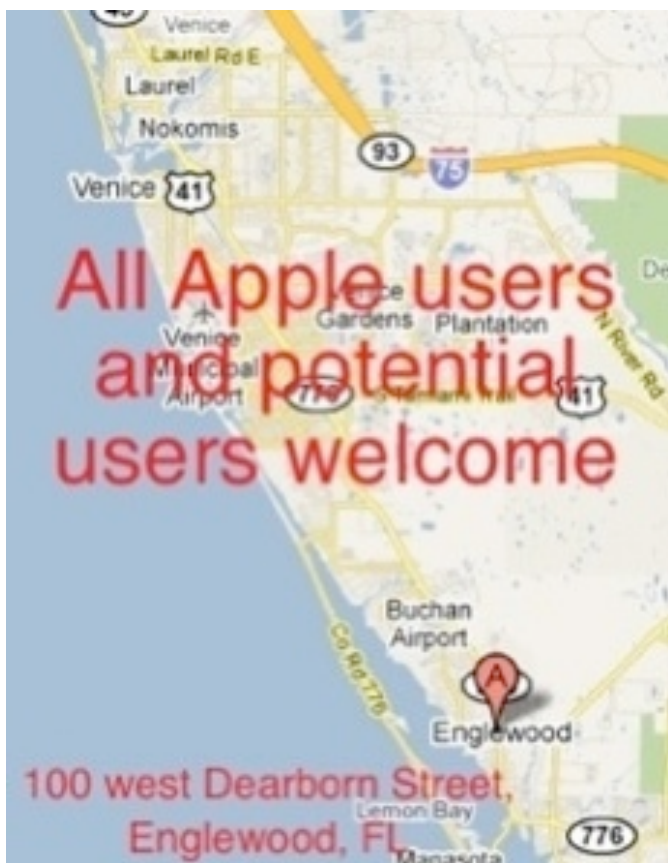 Venice
Laurel Rd E
Laurel
Nokomis
93
75
Venice 41
All Apple users
Gardens Plantation
N River Rd
Venice
and potential
Municipal
Airport
41
users welcome
Buchan
Airport
Co Rd 776
A
Englewood
100 west Dearborn Street,
Lemon Bay
Englewood, FL
776
Manasota